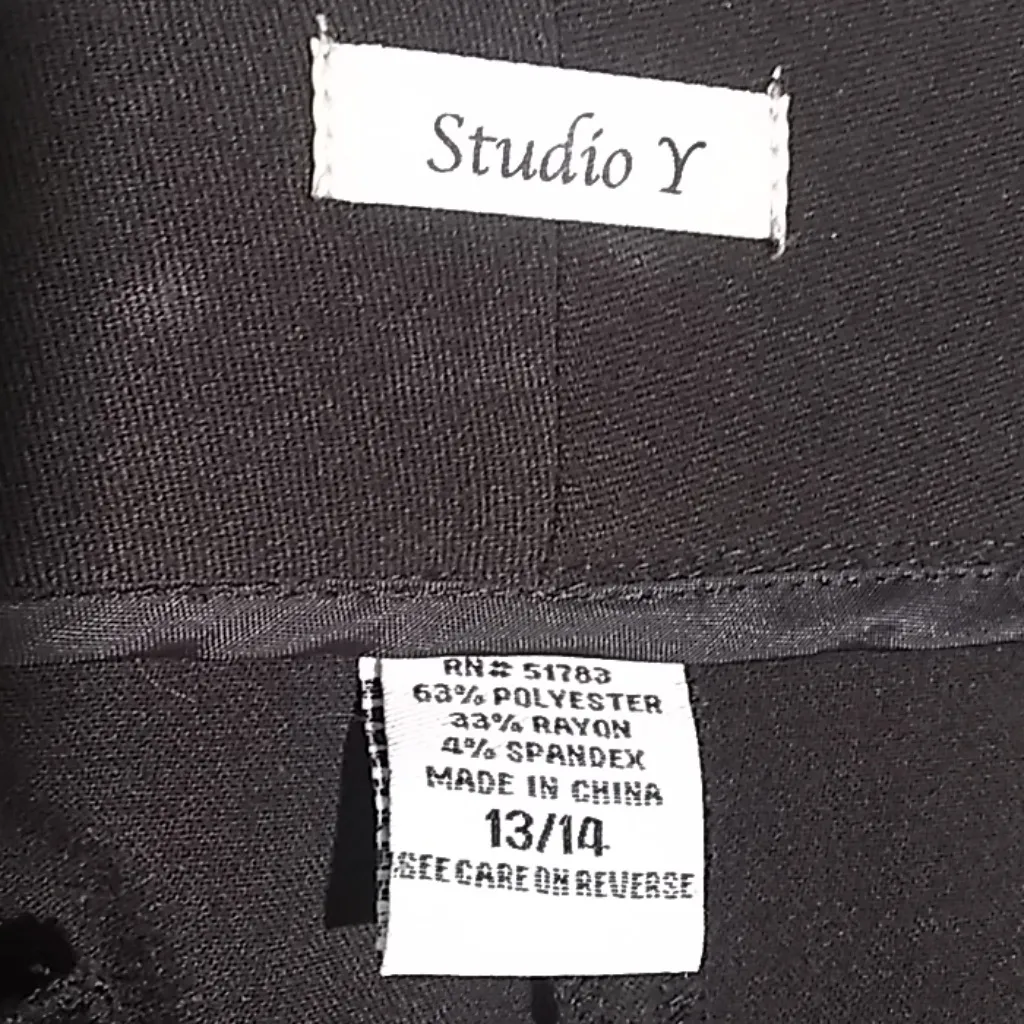 Studio Y
RN# 51783
63% POLYESTER
33% RAYON
4% SPANDEX
MADE IN CHINA
13/14
SEE CARE ON REVERSE